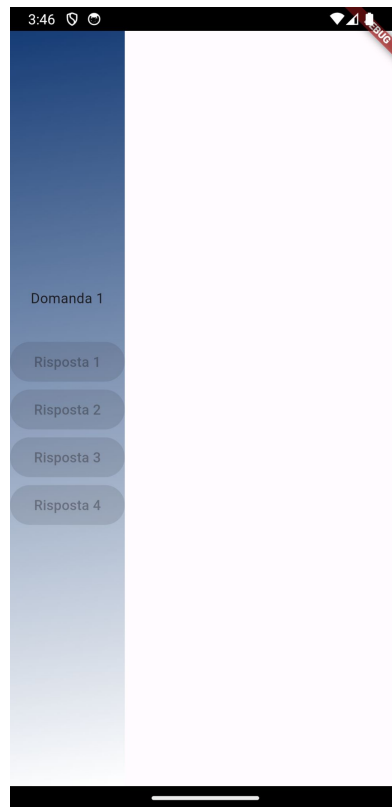 3:46
DEBUG
Domanda 1
Risposta 1
Risposta 2
Risposta 3
Risposta 4